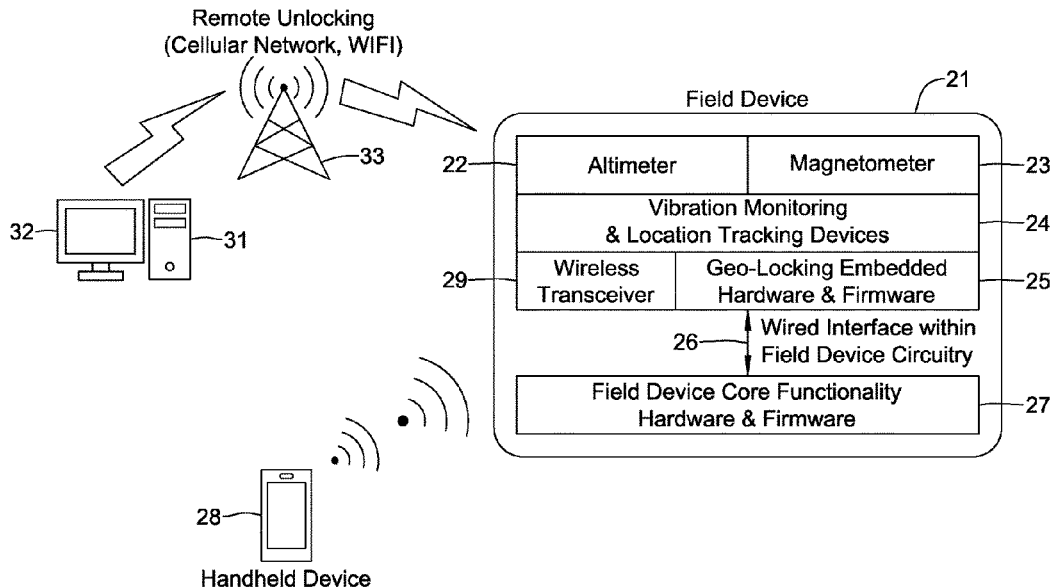 Remote Unlocking
(Cellular Network, WIFI)
21
Field Device
33
22
Altimeter
Magnetometer
23
Vibration Monitoring
& Location Tracking Devices
24
32
31
29
Wireless
Transceiver
Geo-Locking Embedded
Hardware & Firmware
25
26
Wired Interface within
Field Device Circuitry
Field Device Core Functionality
Hardware & Firmware
27
28
Handheld Device